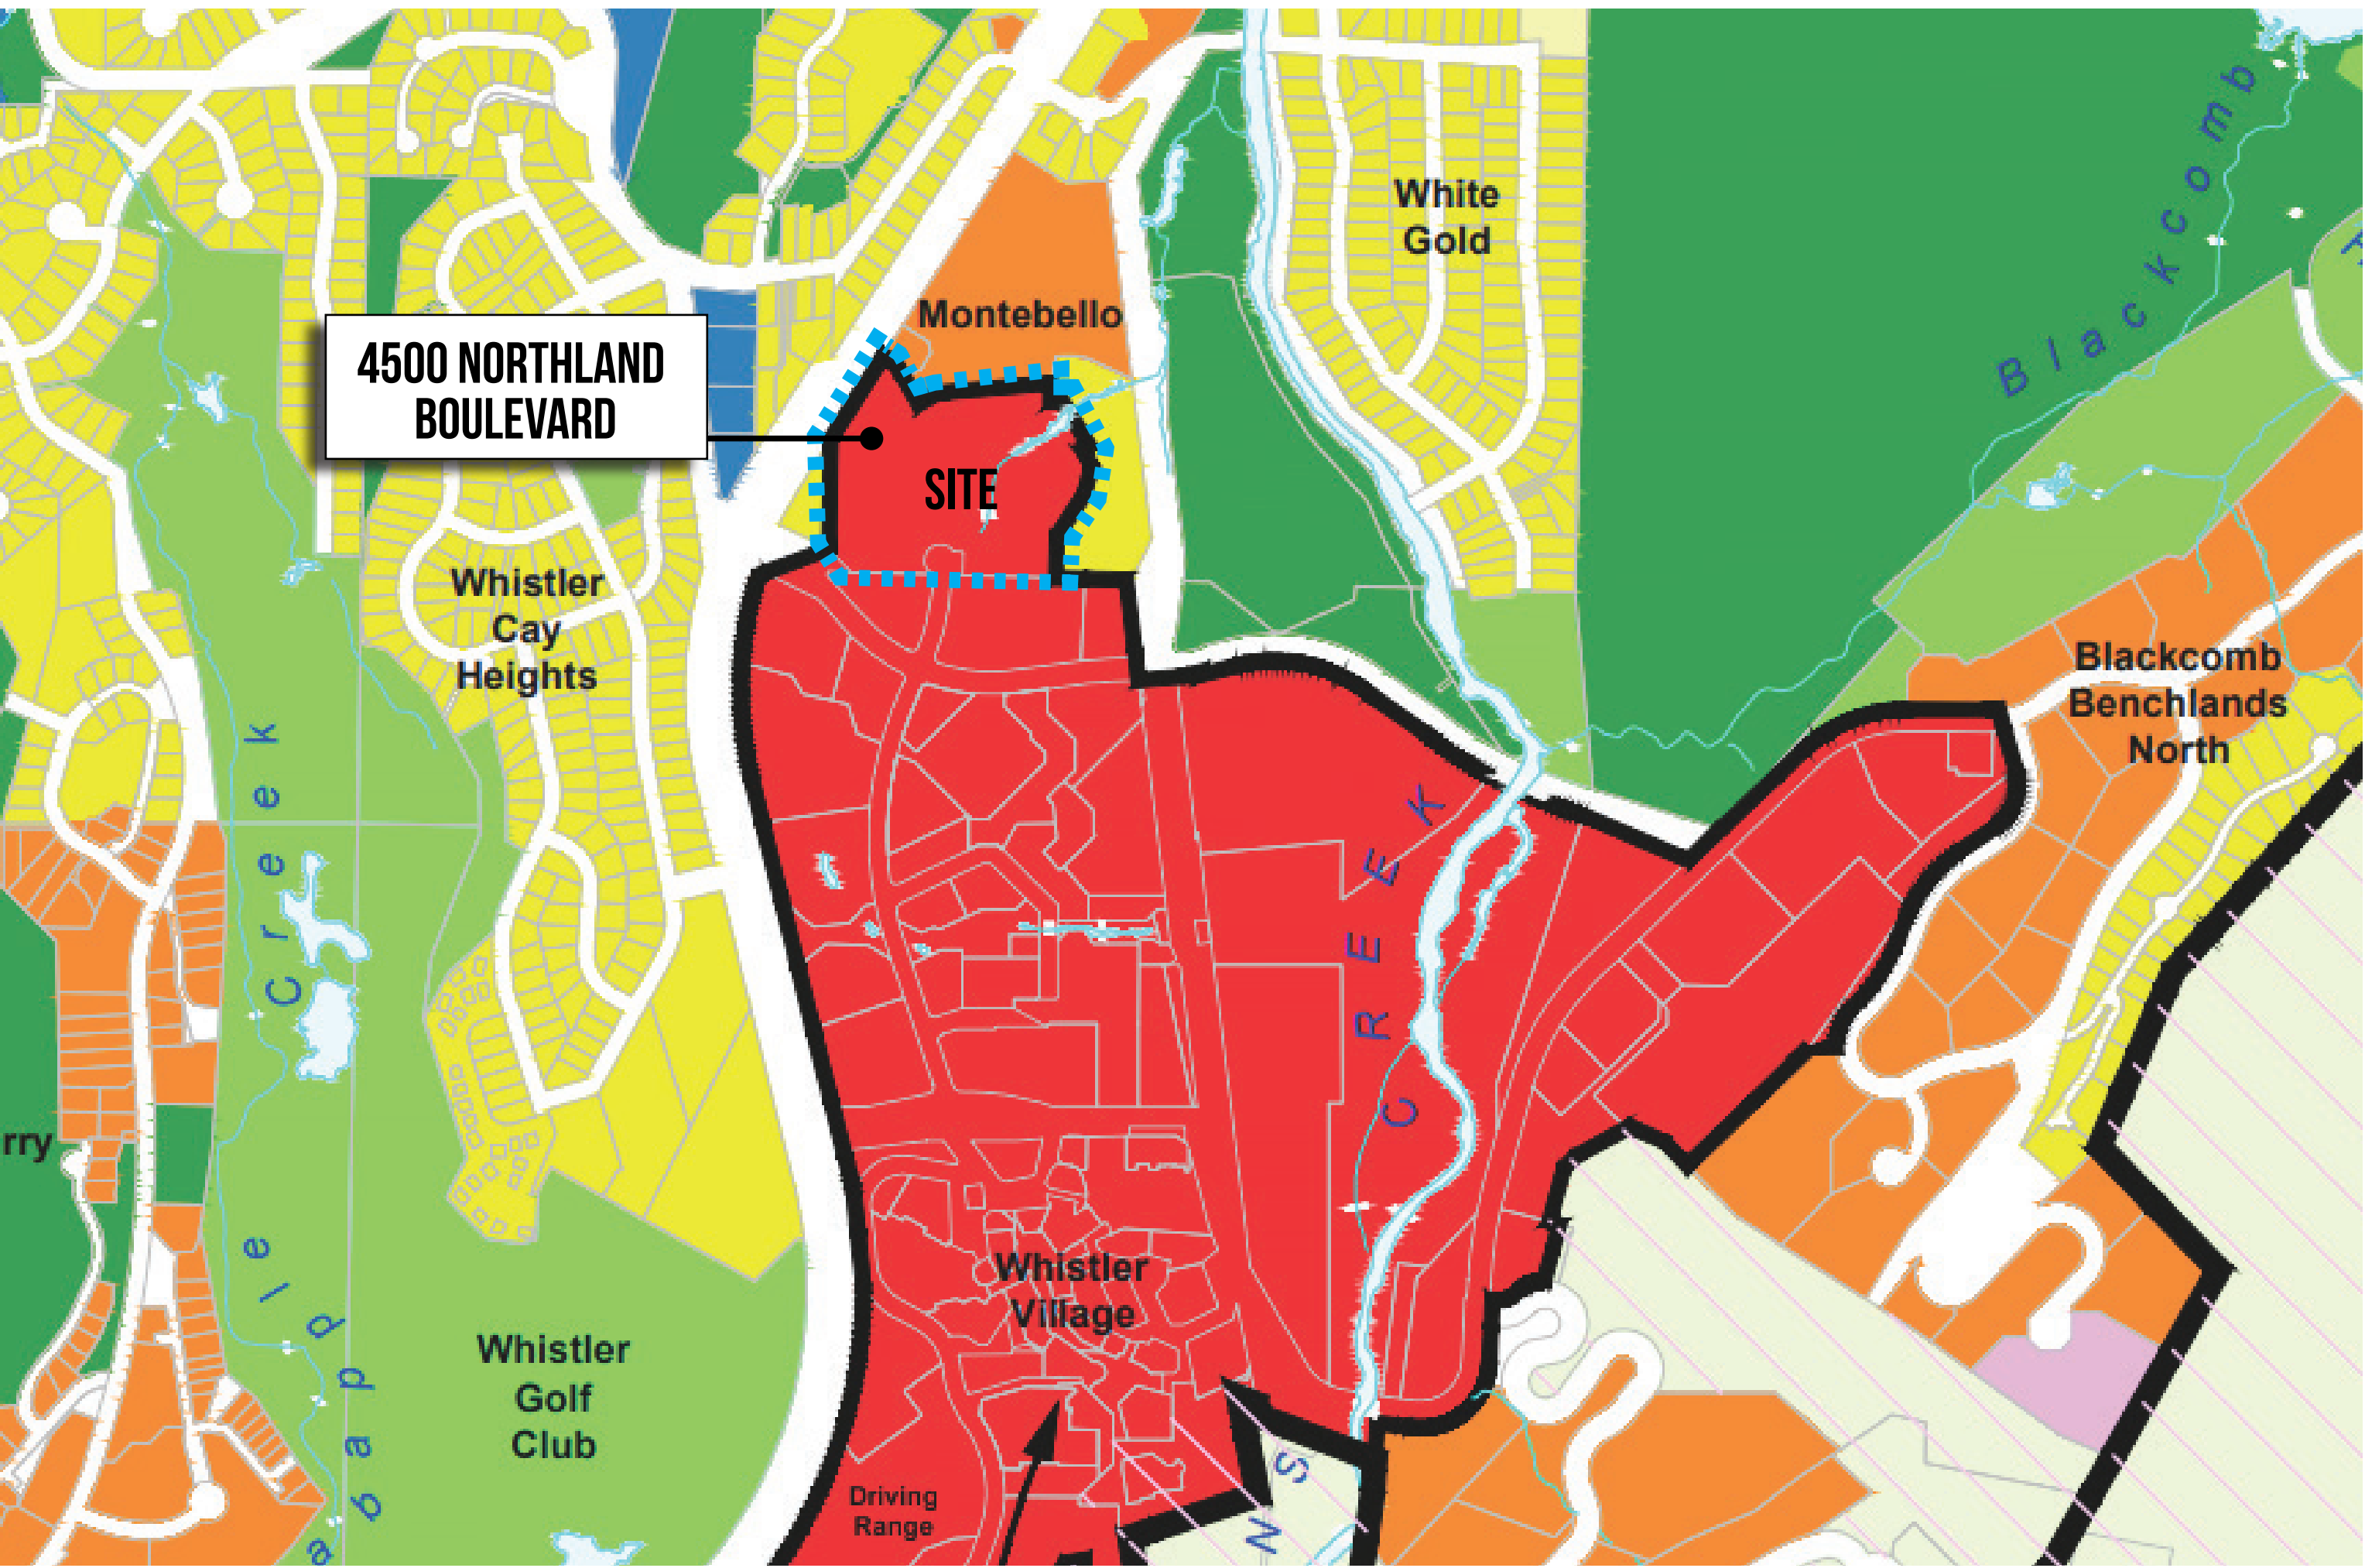 White
Gold
Blackcomb
Montebello
4500 NORTHLAND
BOULEVARD
SITE
Whistler
Cay
Heights
Blackcomb
Benchlands
North
Creek
CREEK
rry
Whistler
Village
Whistler
Golf
Club
Driving
Range